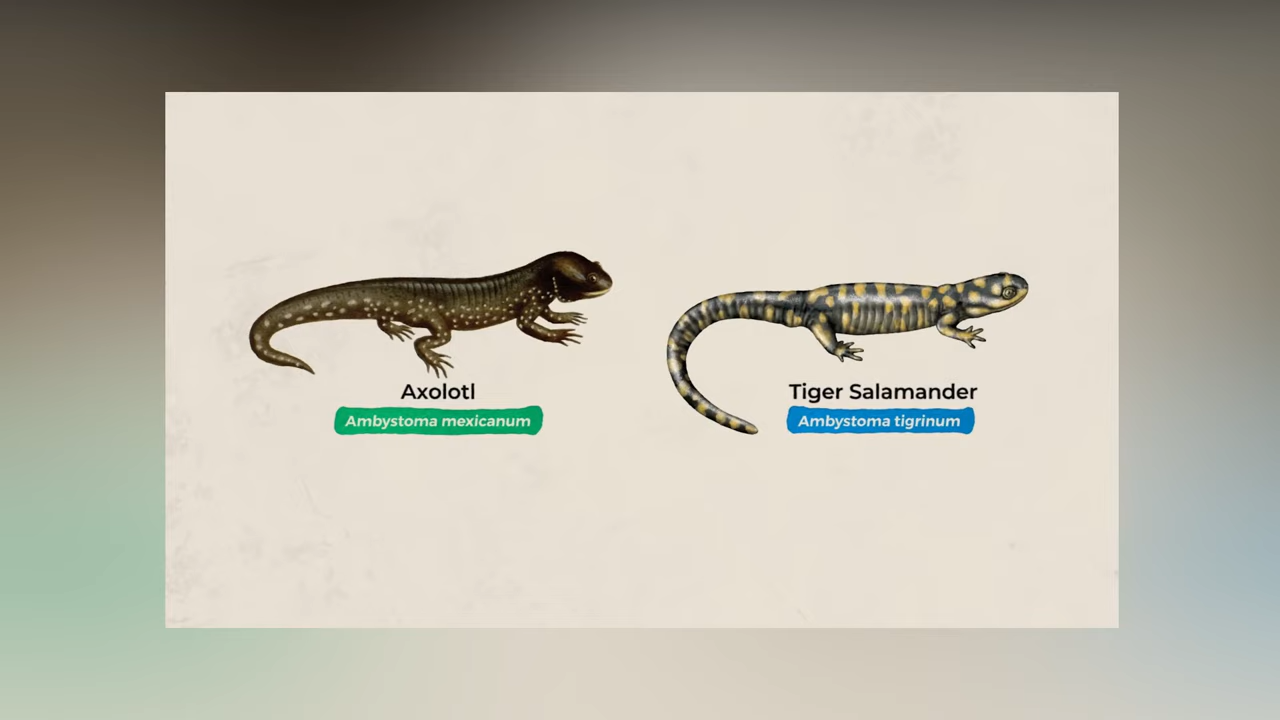 Axolotl
Ambystoma mexicanum
Tiger Salamander
Ambystoma tigrinum